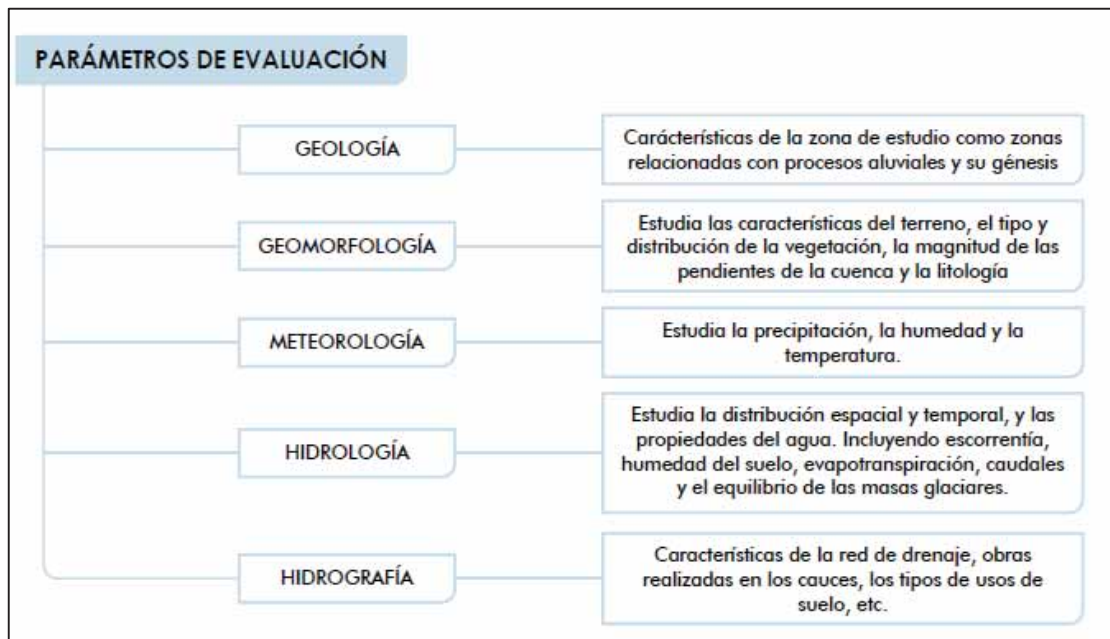 PARÁMETROS DE EVALUACIÓN
GEOLOGÍA
Carácterísticas de la zona de estudio como zonas
relacionadas con procesos aluviales y su génesis
GEOMORFOLOGÍA
Estudia las características del terreno, el tipo y
distribución de la vegetación, la magnitud de las
pendientes de la cuenca y la litología
METEOROLOGÍA
Estudia la precipitación, la humedad y la
temperatura.
HIDROLOGÍA
Estudia la distribución espacial y temporal, y las
propiedades del agua. Incluyendo escorrentía,
humedad del suelo, evapotranspiración, caudales
y el equilibrio de las masas glaciares.
HIDROGRAFÍA
Características de la red de drenaje, obras
realizadas en los cauces, los tipos de usos de
suelo, etc.